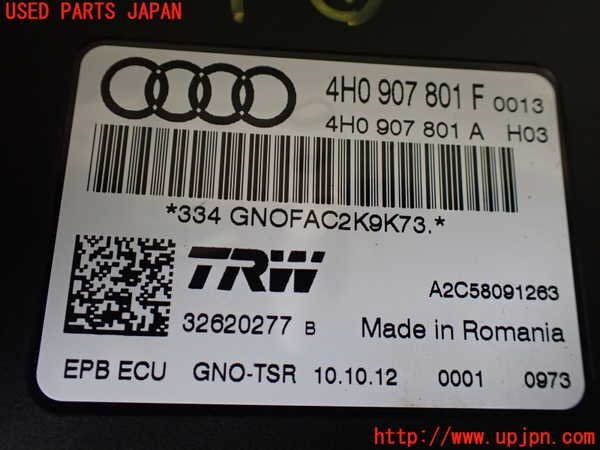 USED PARTS JAPAN
4H0 907 801 F 0013
4H0 907 801 A H03
*334 GNOFAC2K9K73.*
TRW
A2C58091263
32620277 B Made in Romania
EPB ECU GNO-TSR 10.10.12 0001 0973
http://www.upjpn.com/